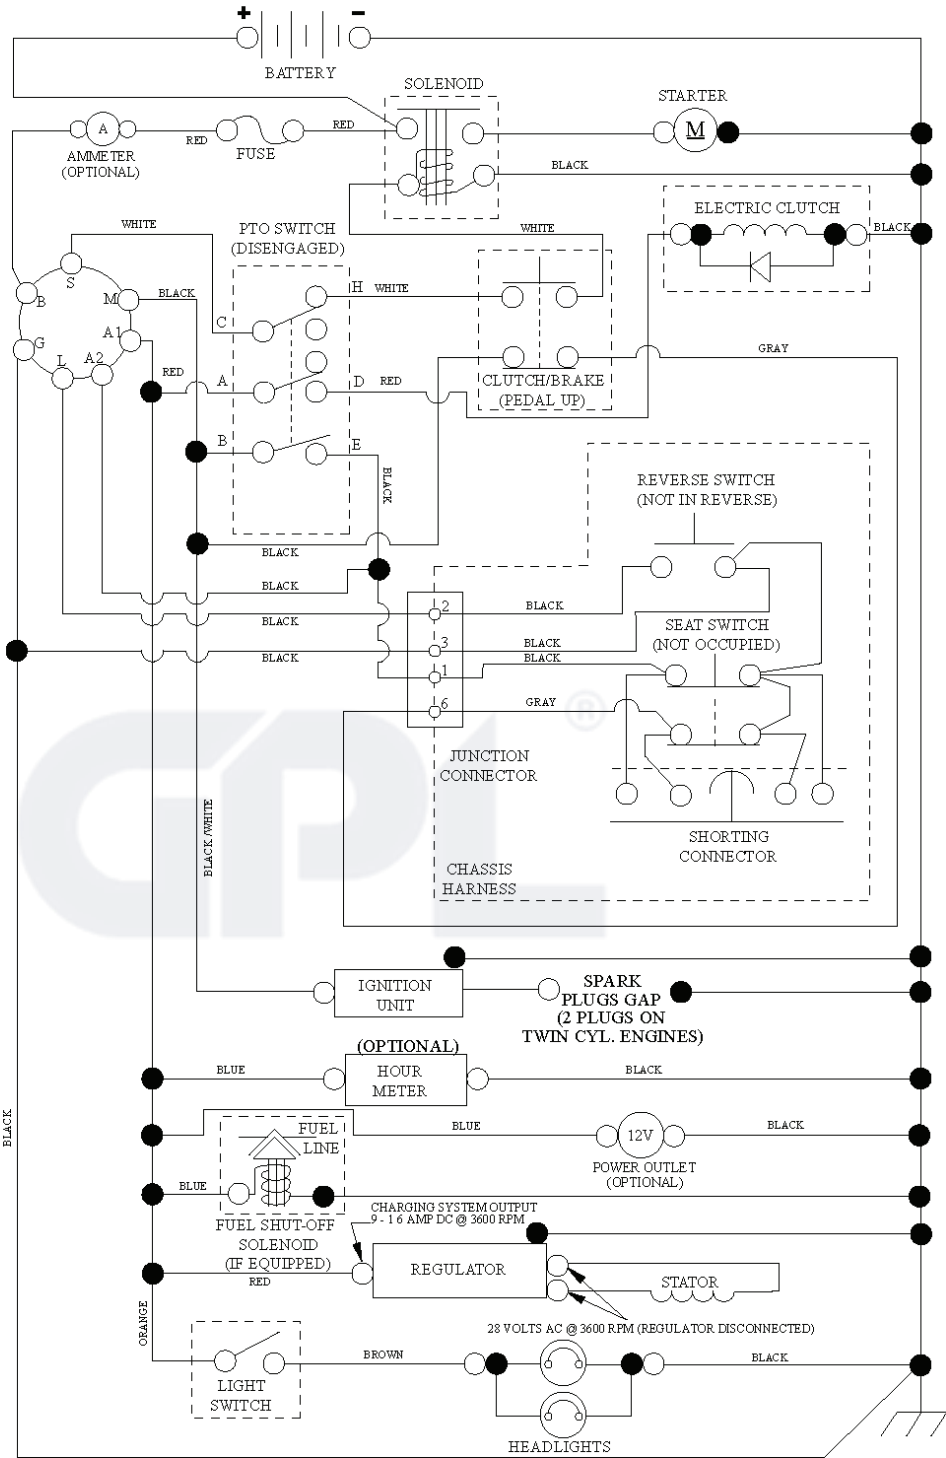 + −
BATTERY
SOLENOID
STARTER
A
RED
FUSE
RED
M
AMMETER
(OPTIONAL)
BLACK
ELECTRIC CLUTCH
BLACK
WHITE
PTO SWITCH
(DISENGAGED)
WHITE
S
B
M
BLACK
H
WHITE
G
A1
C
L
A2
RED
A
D
RED
CLUTCH/BRAKE
(PEDAL UP)
GRAY
B
E
BLACK
REVERSE SWITCH
(NOT IN REVERSE)
BLACK
BLACK
BLACK
2
BLACK
SEAT SWITCH
(NOT OCCUPIED)
BLACK
3
BLACK
BLACK
1
6
GRAY
®
JUNCTION
CONNECTOR
GPL
BLACK/WHITE
SHORTING
CONNECTOR
CHASSIS
HARNESS
IGNITION
UNIT
SPARK
PLUGS GAP
(2 PLUGS ON
TWIN CYL. ENGINES)
(OPTIONAL)
BLUE
HOUR
METER
BLACK
BLACK
FUEL
LINE
BLUE
12V
BLACK
POWER OUTLET
(OPTIONAL)
BLUE
FUEL SHUT-OFF
SOLENOID
(IF EQUIPPED)
CHARGING SYSTEM OUTPUT
9 - 16 AMP DC @ 3600 RPM
RED
REGULATOR
STATOR
28 VOLTS AC @ 3600 RPM (REGULATOR DISCONNECTED)
ORANGE
LIGHT
SWITCH
BROWN
BLACK
HEADLIGHTS